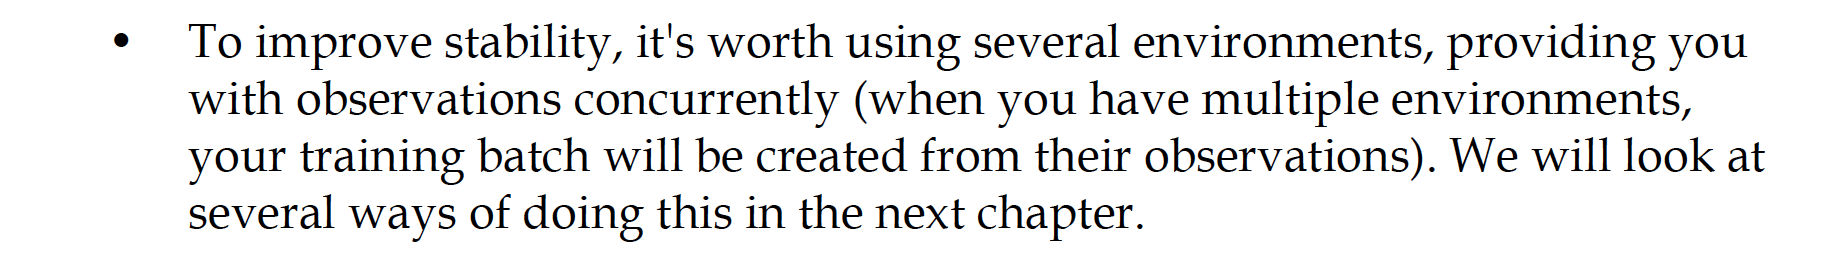 • To improve stability, it's worth using several environments, providing you
with observations concurrently (when you have multiple environments,
your training batch will be created from their observations). We will look at
several ways of doing this in the next chapter.